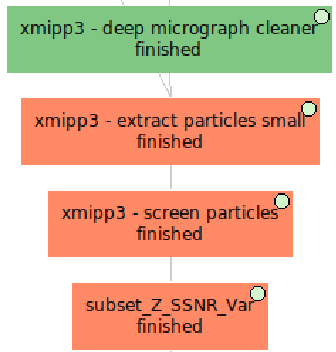 xmipp3 - deep micrograph cleaner
finished
xmipp3 - extract particles small
finished
xmipp3 - screen particles
finished
subset_Z_SSNR_Var
finished